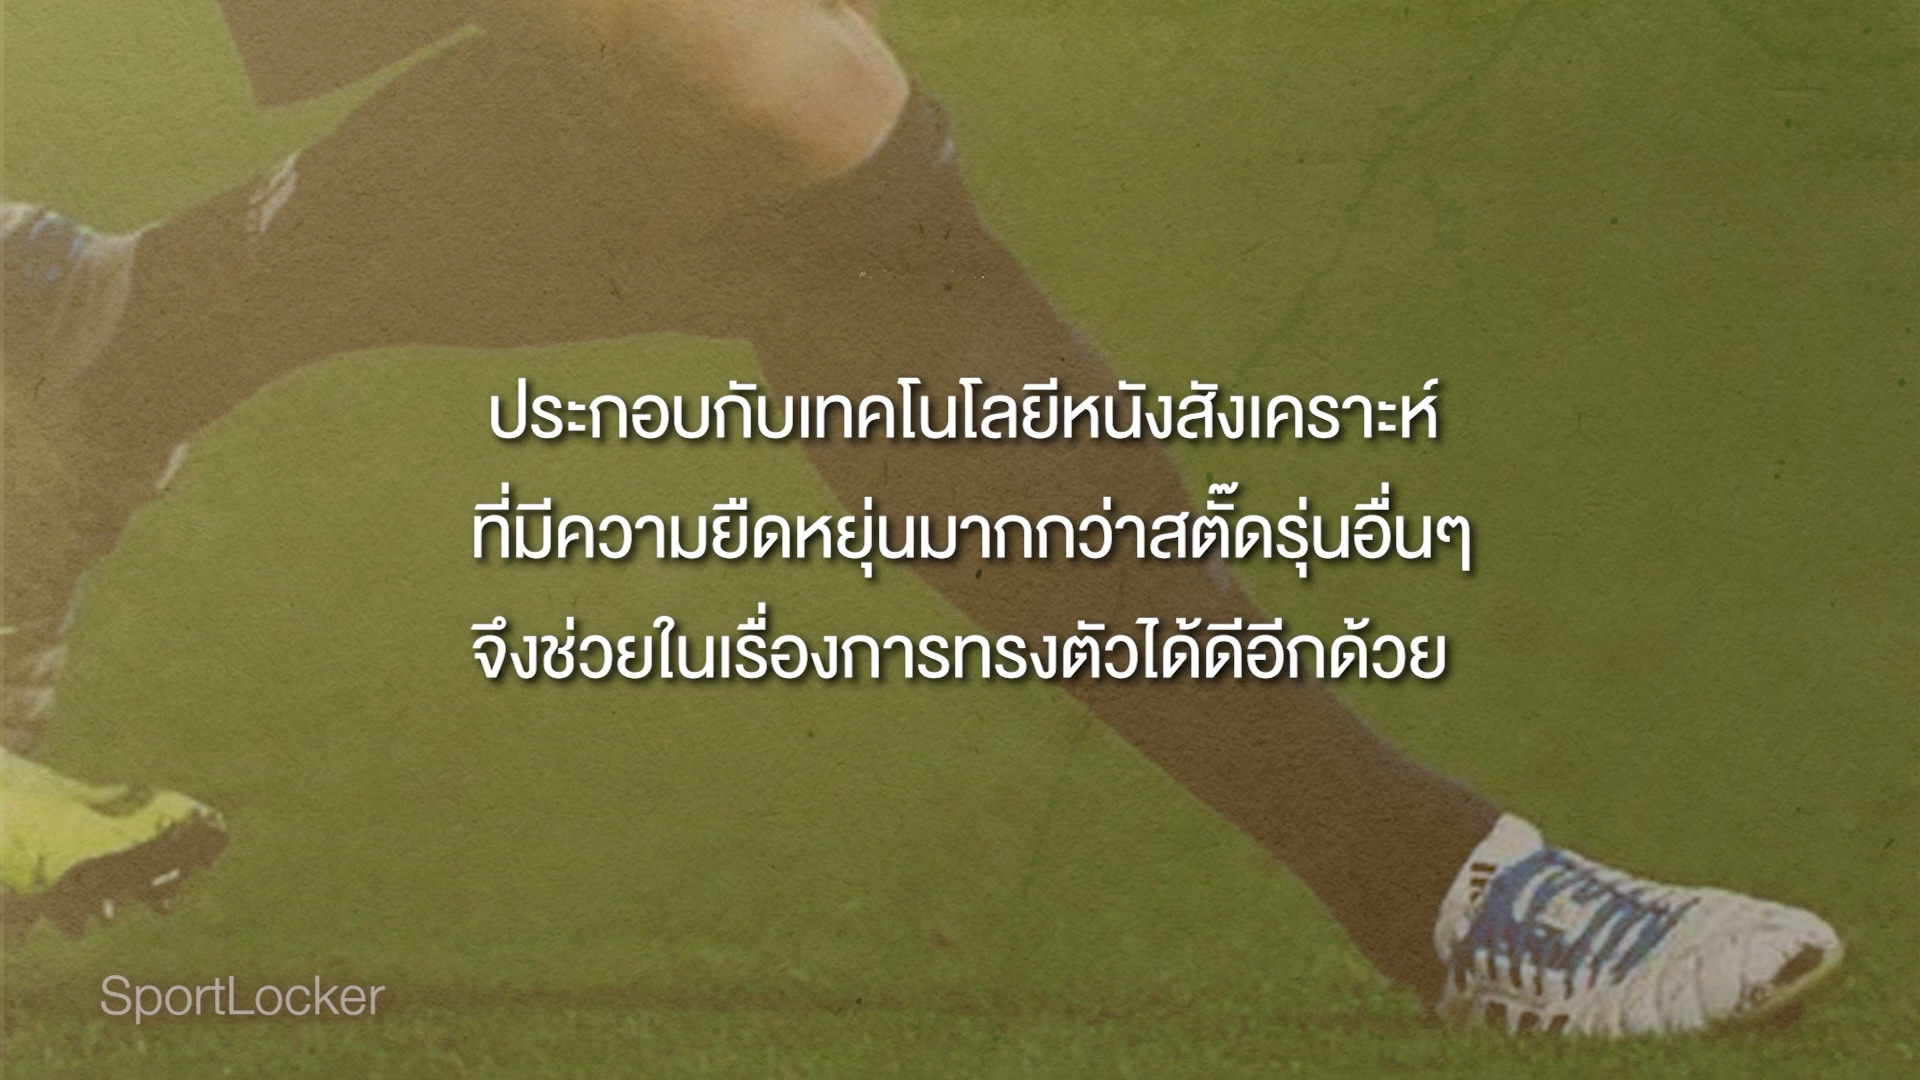 ประกอบกับเทคโนโลยีหนังสังเคราะห์
ที่มีความยืดหยุ่นมากกว่าสตั๊ดรุ่นอื่นๆ
จึงช่วยในเรื่องการทรงตัวได้ดีอีกด้วย
SportLocker